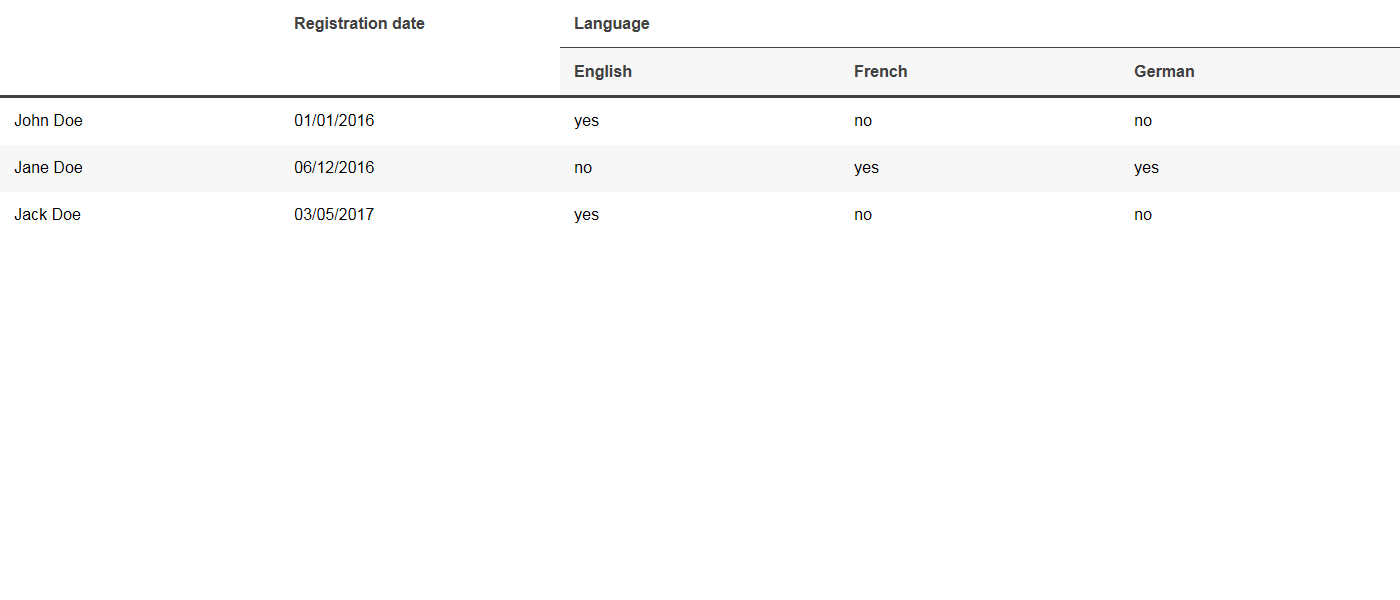 Registration date Language
English French German
John Doe 01/01/2016 yes no no
Jane Doe 06/12/2016 no yes yes
Jack Doe 03/05/2017 yes no no